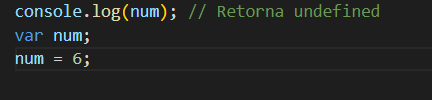 console.log(num); // Retorna undefined
var num;
num = 6;